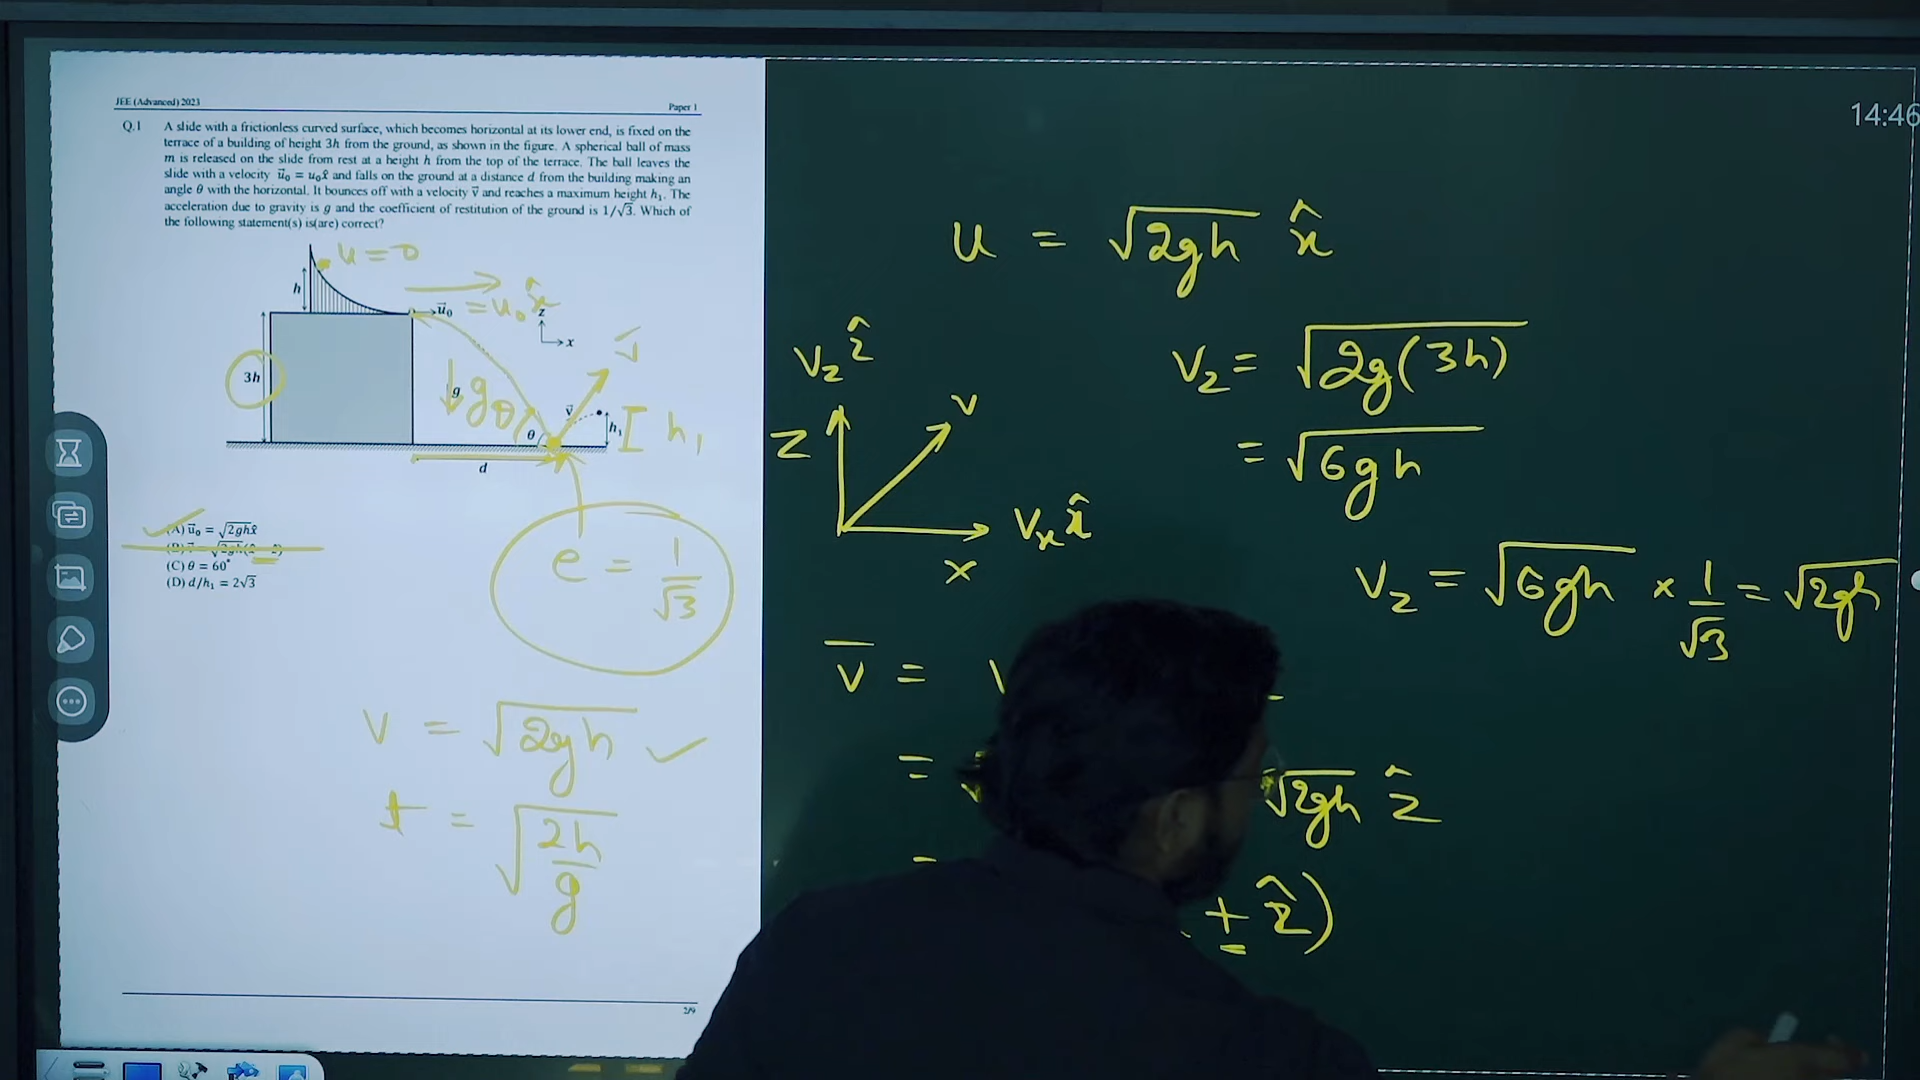 JEE (Advanced) 2023
Paper 1
14:46
Q.1 A slide with a frictionless curved surface, which becomes horizontal at its lower end, is fixed on the
terrace of a building of height 3h from the ground, as shown in the figure. A spherical ball of mass
m is released on the slide from rest at a height h from the top of the terrace. The ball leaves the
slide with a velocity u⃗₀ = u₀x̂ and falls on the ground at a distance d from the building making an
angle θ with the horizontal. It bounces off with a velocity v⃗ and reaches a maximum height h₁. The
acceleration due to gravity is g and the coefficient of restitution of the ground is 1/√3. Which of
the following statement(s) is(are) correct?
u = 0
h
u⃗₀ = u₀ x̂
z
x
v⃗
3h
g
g
θ
v⃗
θ
h₁
h₁
d
(A) u⃗₀ = √2gh x̂
(C) θ = 60°
(D) d/h₁ = 2√3
e = 1/√3
v = √2gh ✓
t = √(2h/g)
2/9
u = √2gh x̂
v_z ẑ
v
z
v_x x̂
x
v_z = √2g(3h)
= √6gh
v_z = √6gh × 1/√3 = √2gh
v̅ =
=
√2gh ẑ
=
+ ẑ)